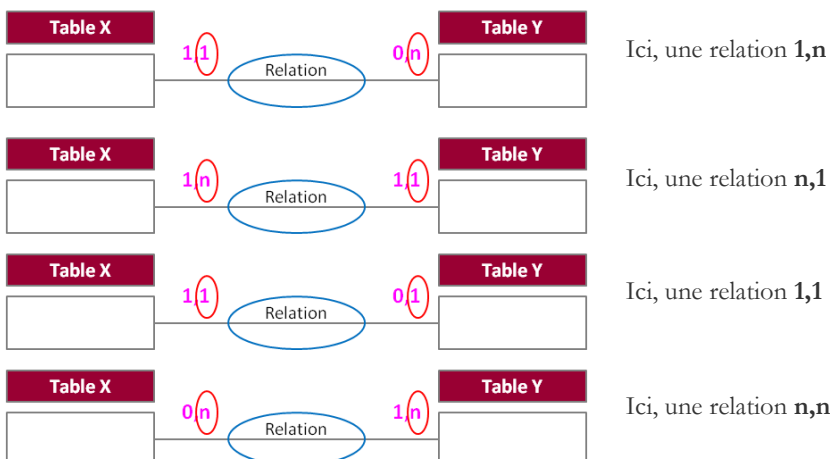 Table X
Table Y
1,1
0,n
Relation
Ici, une relation 1,n
Table X
Table Y
1,n
1,1
Relation
Ici, une relation n,1
Table X
Table Y
1,1
0,1
Relation
Ici, une relation 1,1
Table X
Table Y
0,n
1,n
Relation
Ici, une relation n,n